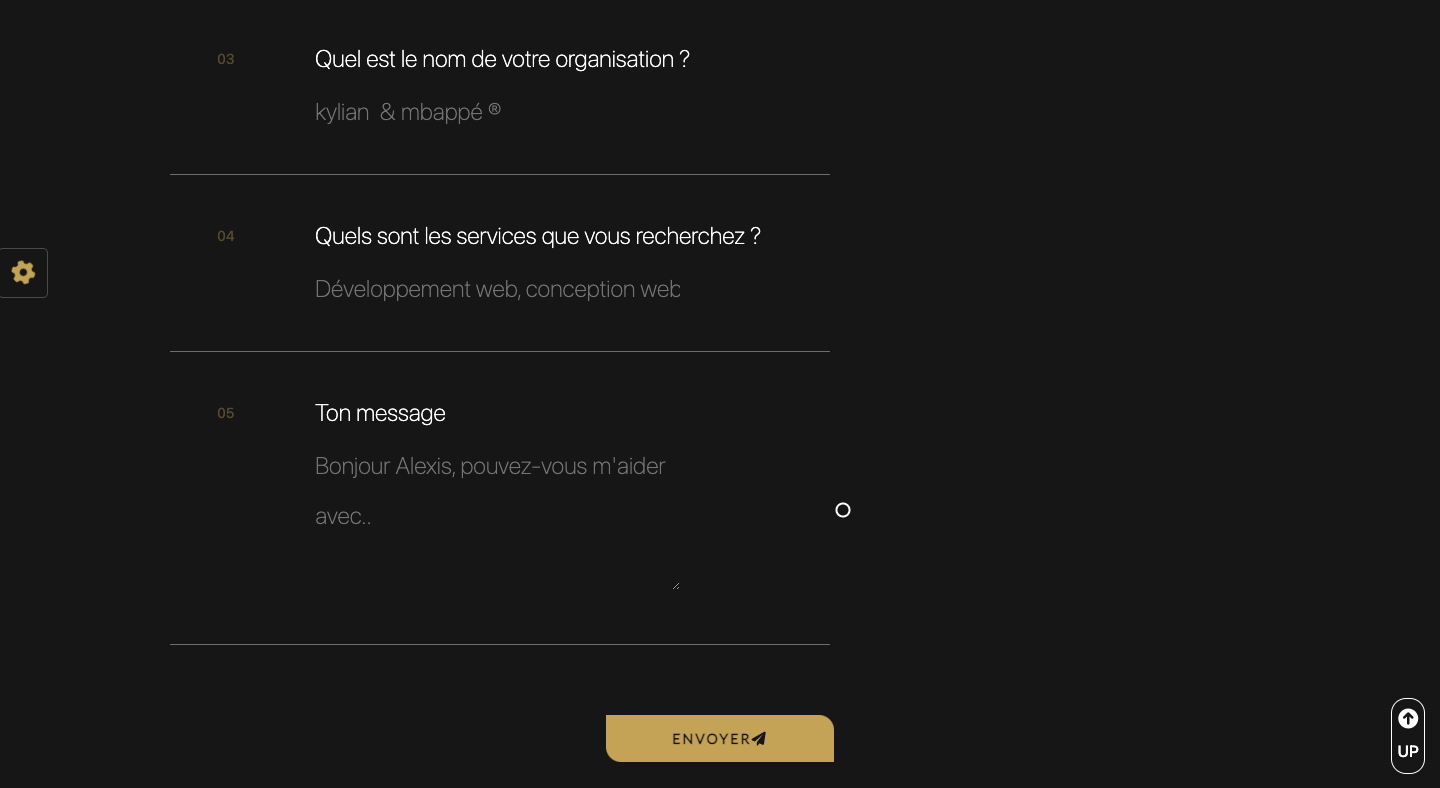 03
Quel est le nom de votre organisation ?
kylian & mbappé ®
04
Quels sont les services que vous recherchez ?
Développement web, conception web
05
Ton message
Bonjour Alexis, pouvez-vous m'aider
avec..
ENVOYER
UP